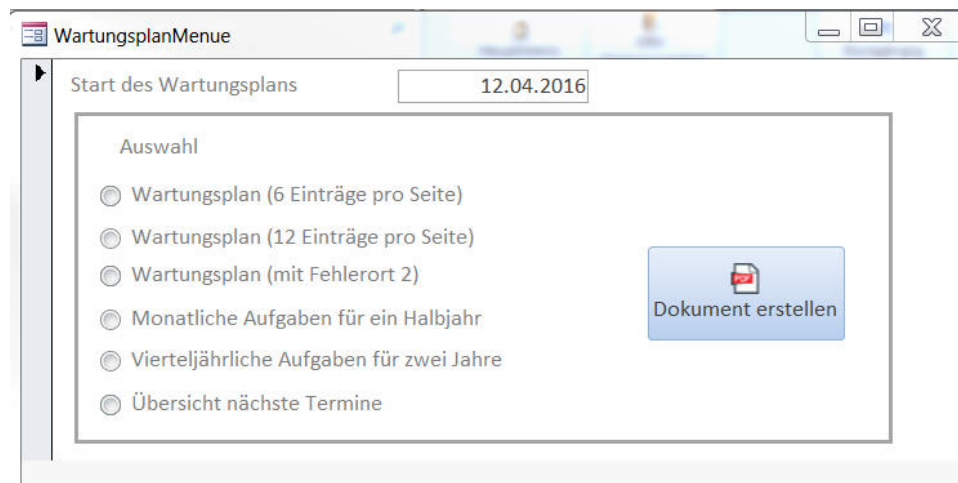 WartungsplanMenue
Start des Wartungsplans 12.04.2016
Auswahl
Wartungsplan (6 Einträge pro Seite)
Wartungsplan (12 Einträge pro Seite)
Wartungsplan (mit Fehlerort 2)
Monatliche Aufgaben für ein Halbjahr
Vierteljährliche Aufgaben für zwei Jahre
Übersicht nächste Termine
PDF
Dokument erstellen